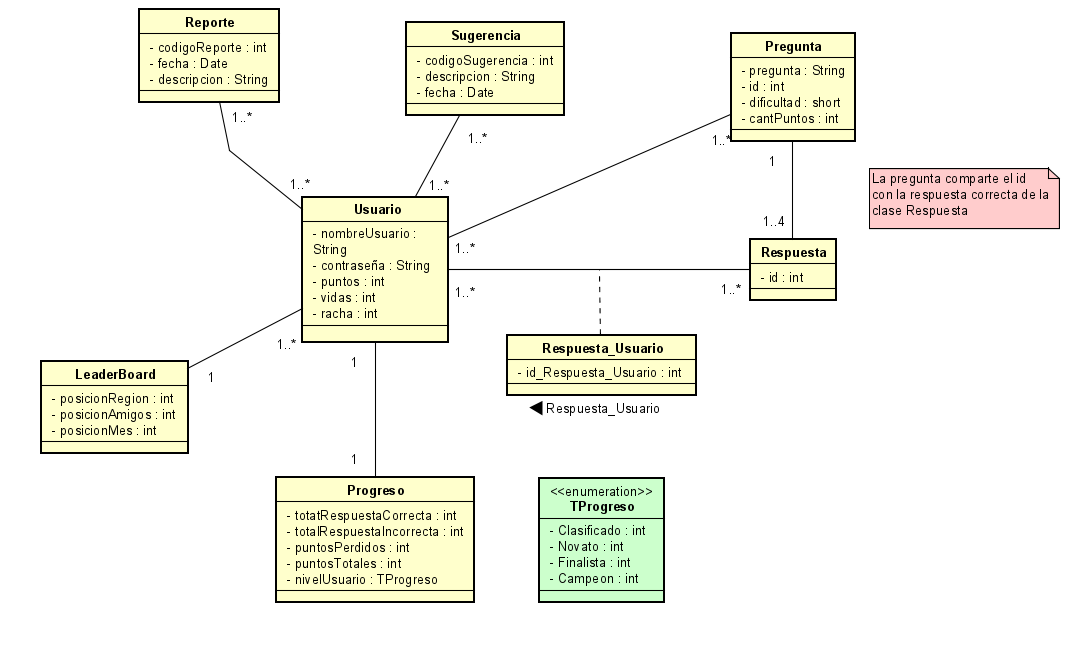 Reporte
- codigoReporte : int
- fecha : Date
- descripcion : String
1..*
1..*
Sugerencia
- codigoSugerencia : int
- descripcion : String
- fecha : Date
1..*
1..*
Pregunta
- pregunta : String
- id : int
- dificultad : short
- cantPuntos : int
1..*
1
1..4
La pregunta comparte el id
con la respuesta correcta de la
clase Respuesta
Usuario
- nombreUsuario :
String
- contraseña : String
- puntos : int
- vidas : int
- racha : int
1..*
1..*
1..*
Respuesta
- id : int
Respuesta_Usuario
- id_Respuesta_Usuario : int
◀ Respuesta_Usuario
1..*
1
LeaderBoard
- posicionRegion : int
- posicionAmigos : int
- posicionMes : int
1
1
Progreso
- totatRespuestaCorrecta : int
- totalRespuestaIncorrecta : int
- puntosPerdidos : int
- puntosTotales : int
- nivelUsuario : TProgreso
<<enumeration>>
TProgreso
- Clasificado : int
- Novato : int
- Finalista : int
- Campeon : int